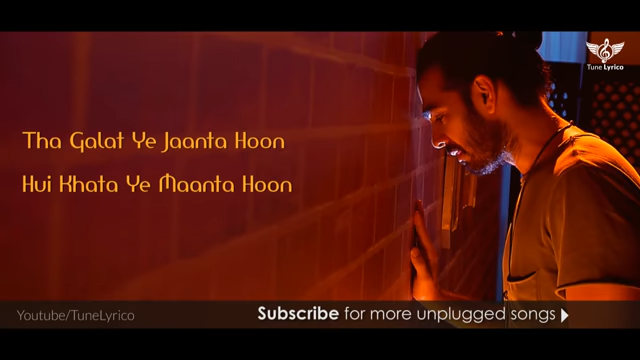 Tune Lyrico
Tha Galat Ye Jaanta Hoon
Hui Khata Ye Maanta Hoon
Youtube/TuneLyrico
Subscribe for more unplugged songs